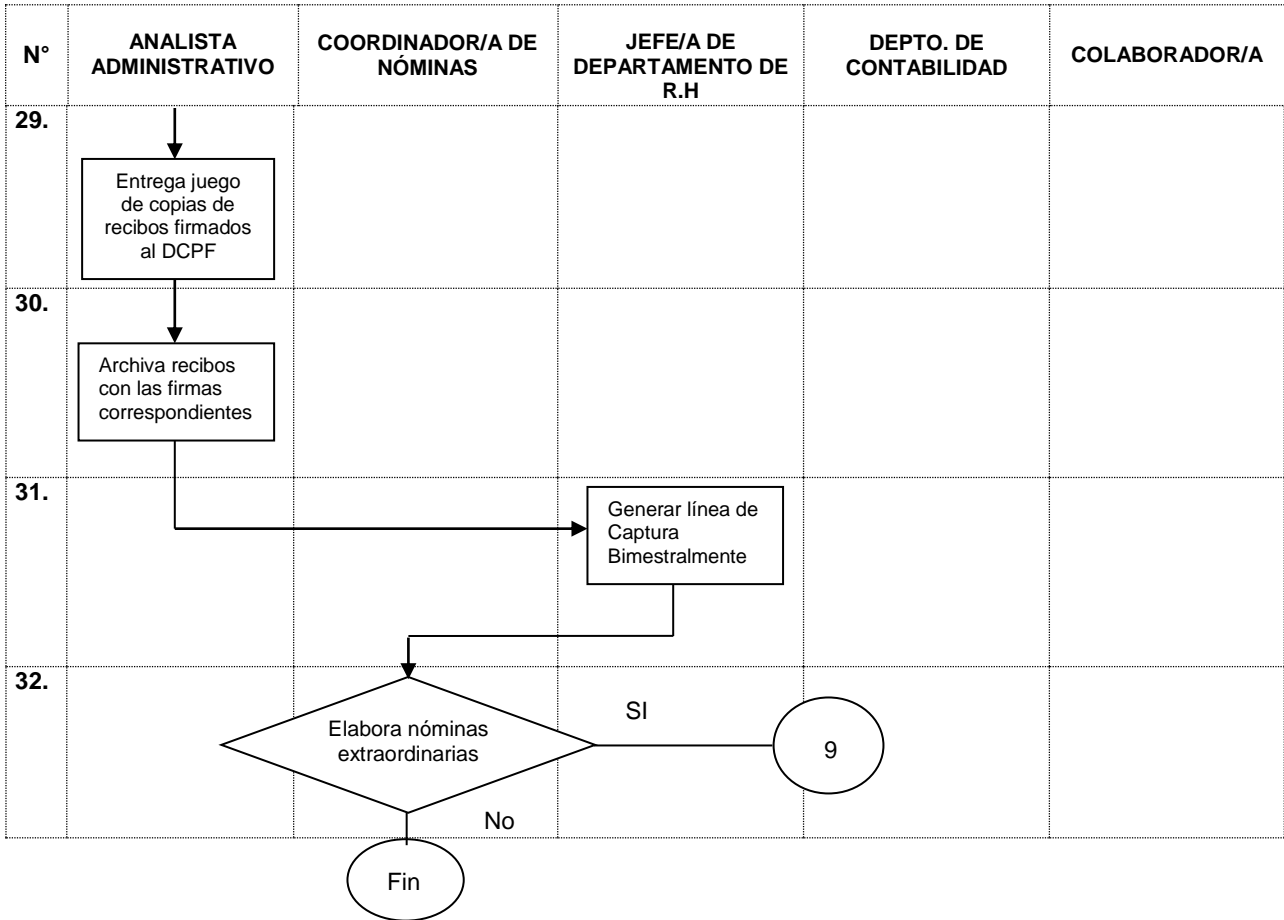 N°
ANALISTA
ADMINISTRATIVO
COORDINADOR/A DE
NÓMINAS
JEFE/A DE
DEPARTAMENTO DE
R.H
DEPTO. DE
CONTABILIDAD
COLABORADOR/A
29.
Entrega juego
de copias de
recibos firmados
al DCPF
30.
Archiva recibos
con las firmas
correspondientes
31.
Generar línea de
Captura
Bimestralmente
32.
Elabora nóminas
extraordinarias
SI
9
No
Fin